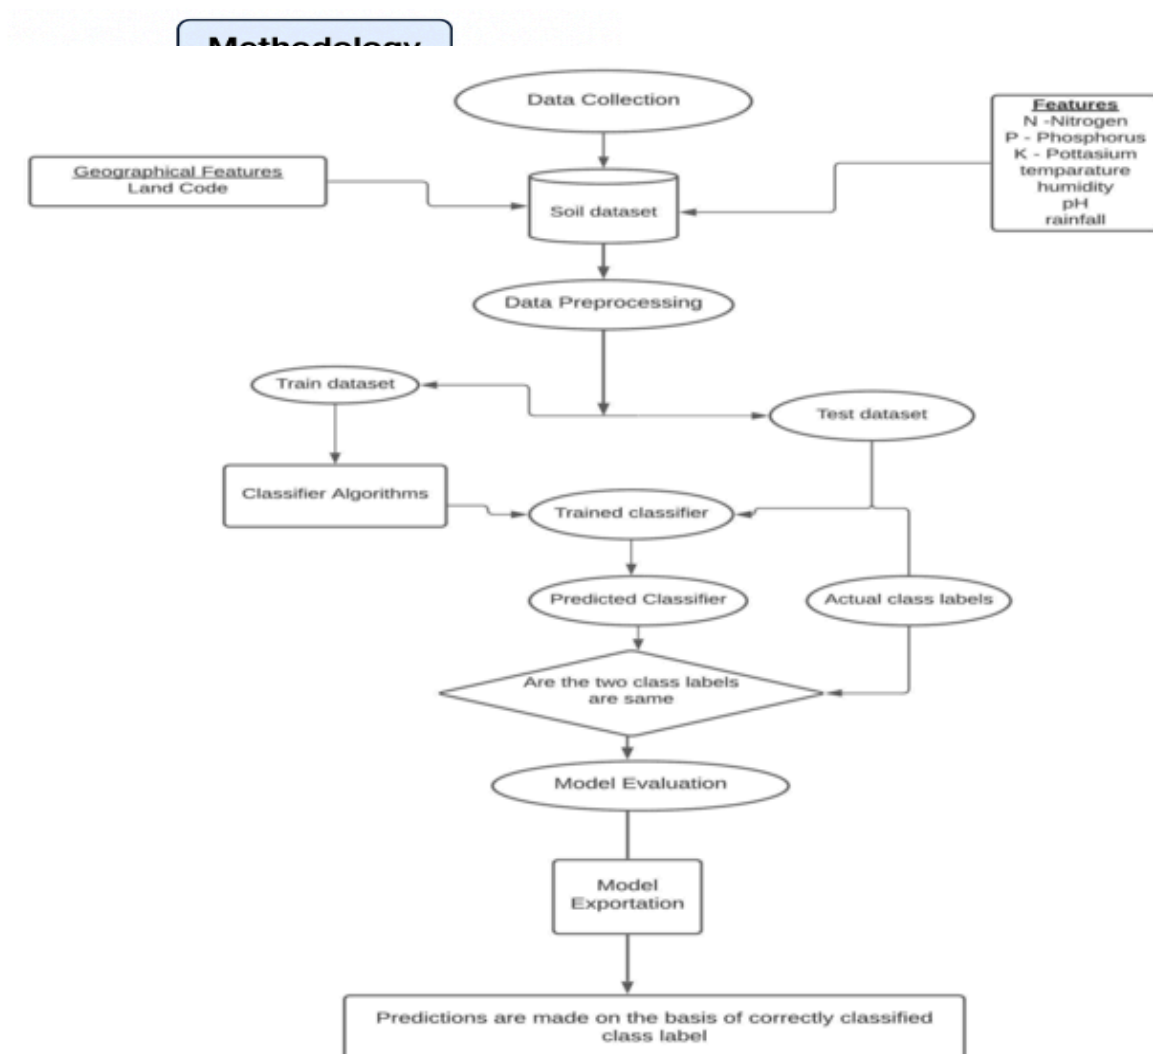 Methodology
Data Collection
Features
N -Nitrogen
P - Phosphorus
K - Pottasium
temparature
humidity
pH
rainfall
Geographical Features
Land Code
Soil dataset
Data Preprocessing
Train dataset
Test dataset
Classifier Algorithms
Trained classifier
Predicted Classifier
Actual class labels
Are the two class labels
are same
Model Evaluation
Model
Exportation
Predictions are made on the basis of correctly classified
class label